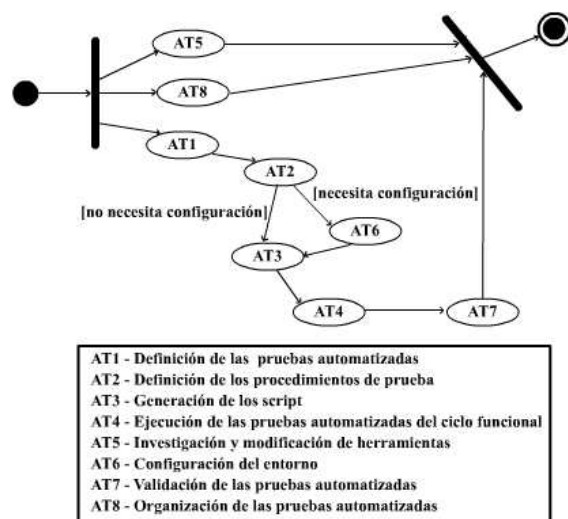 AT5
AT8
AT1
AT2
[necesita configuración]
[no necesita configuración]
AT6
AT3
AT4
AT7
AT1 - Definición de las pruebas automatizadas
AT2 - Definición de los procedimientos de prueba
AT3 - Generación de los script
AT4 - Ejecución de las pruebas automatizadas del ciclo funcional
AT5 - Investigación y modificación de herramientas
AT6 - Configuración del entorno
AT7 - Validación de las pruebas automatizadas
AT8 - Organización de las pruebas automatizadas